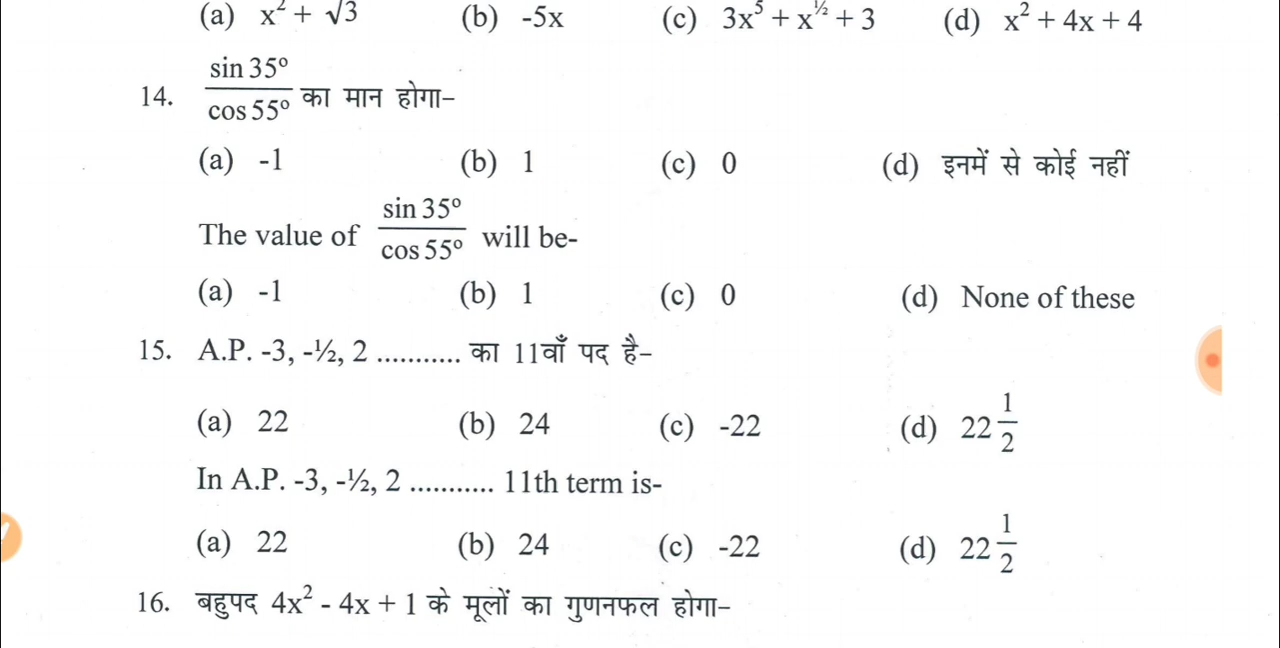 (a) x² + √3 (b) -5x (c) 3x⁵ + x^½ + 3 (d) x² + 4x + 4
14. sin 35° / cos 55° का मान होगा–
(a) -1 (b) 1 (c) 0 (d) इनमें से कोई नहीं
The value of sin 35° / cos 55° will be-
(a) -1 (b) 1 (c) 0 (d) None of these
15. A.P. -3, -½, 2 ........... का 11वाँ पद है–
(a) 22 (b) 24 (c) -22 (d) 22 1/2
In A.P. -3, -½, 2 ........... 11th term is-
(a) 22 (b) 24 (c) -22 (d) 22 1/2
16. बहुपद 4x² - 4x + 1 के मूलों का गुणनफल होगा–